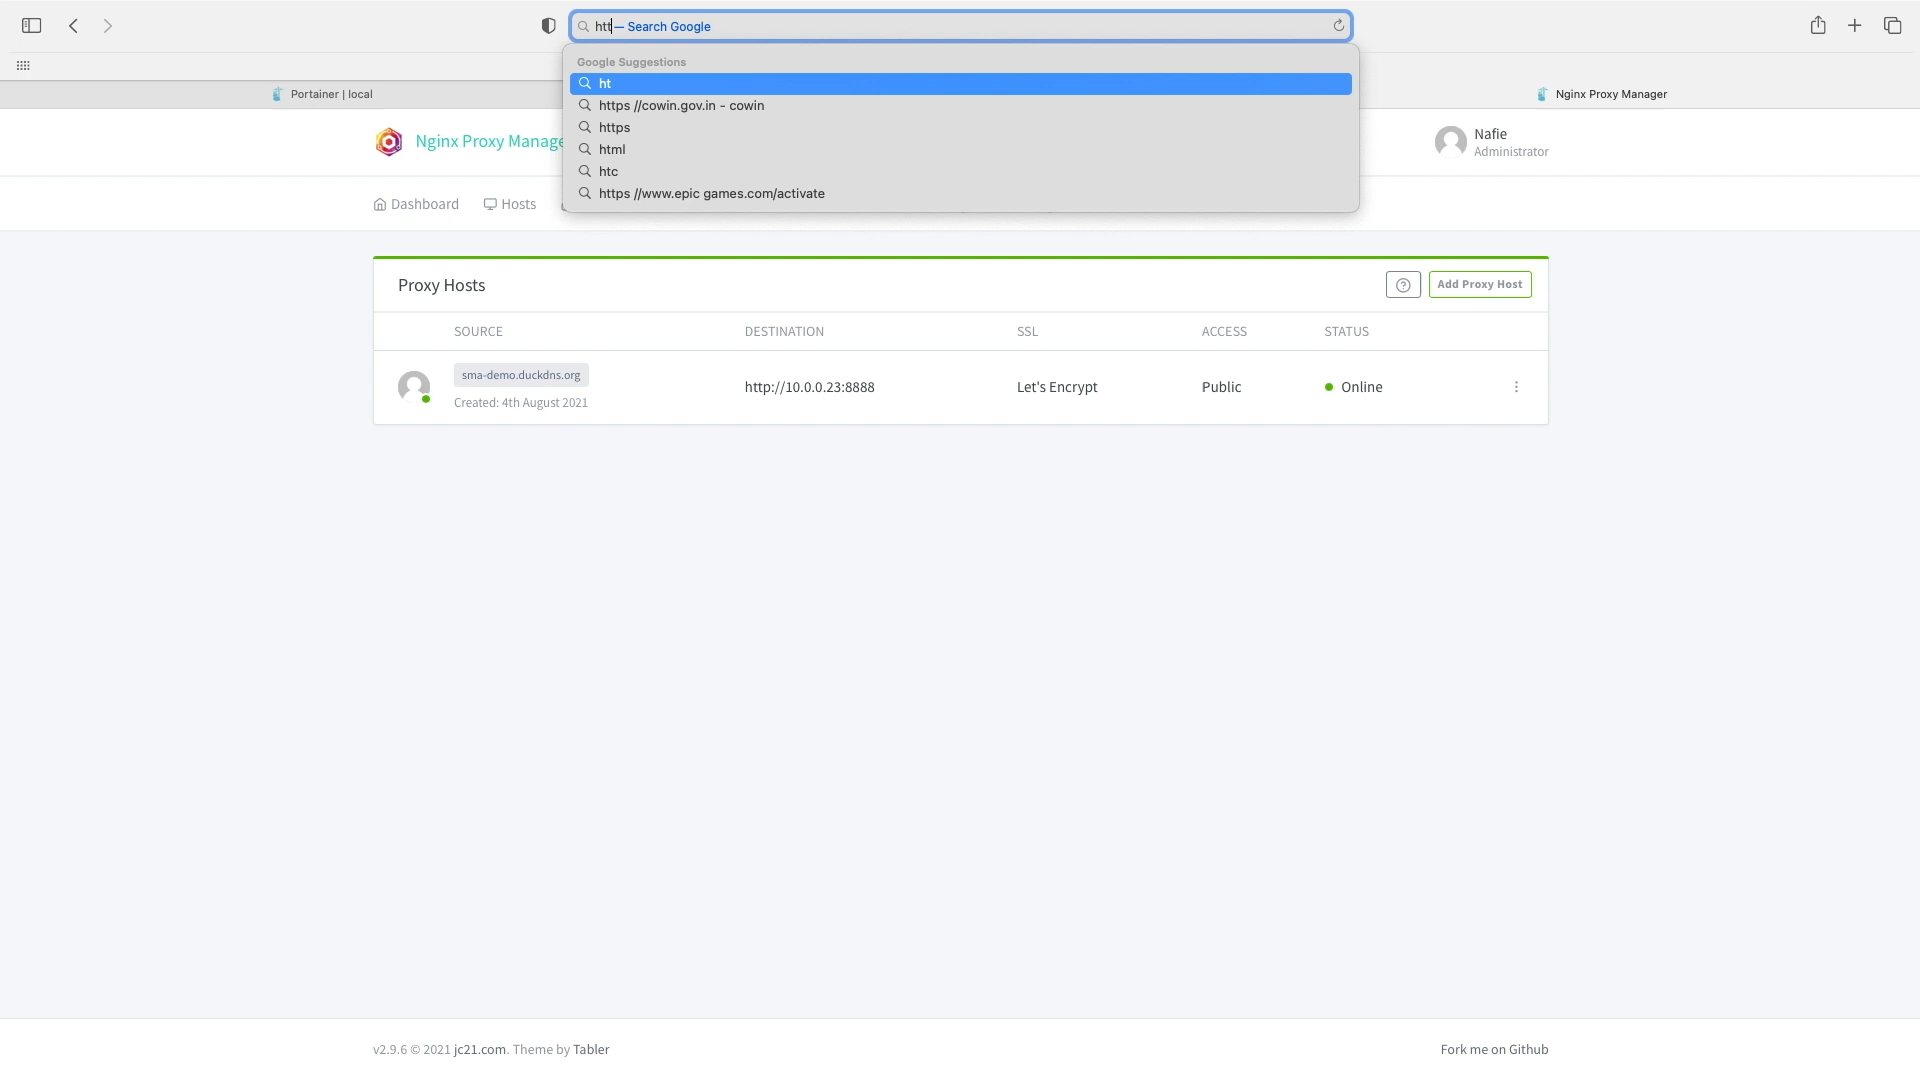 htt — Search Google
Google Suggestions
ht
https //cowin.gov.in - cowin
https
html
htc
https //www.epic games.com/activate
Portainer | local
Nginx Proxy Manager
Nginx Proxy Manage
Nafie
Administrator
Dashboard
Hosts
Proxy Hosts
Add Proxy Host
SOURCE DESTINATION SSL ACCESS STATUS
sma-demo.duckdns.org
http://10.0.0.23:8888 Let's Encrypt Public Online
Created: 4th August 2021
v2.9.6 © 2021 jc21.com. Theme by Tabler
Fork me on Github